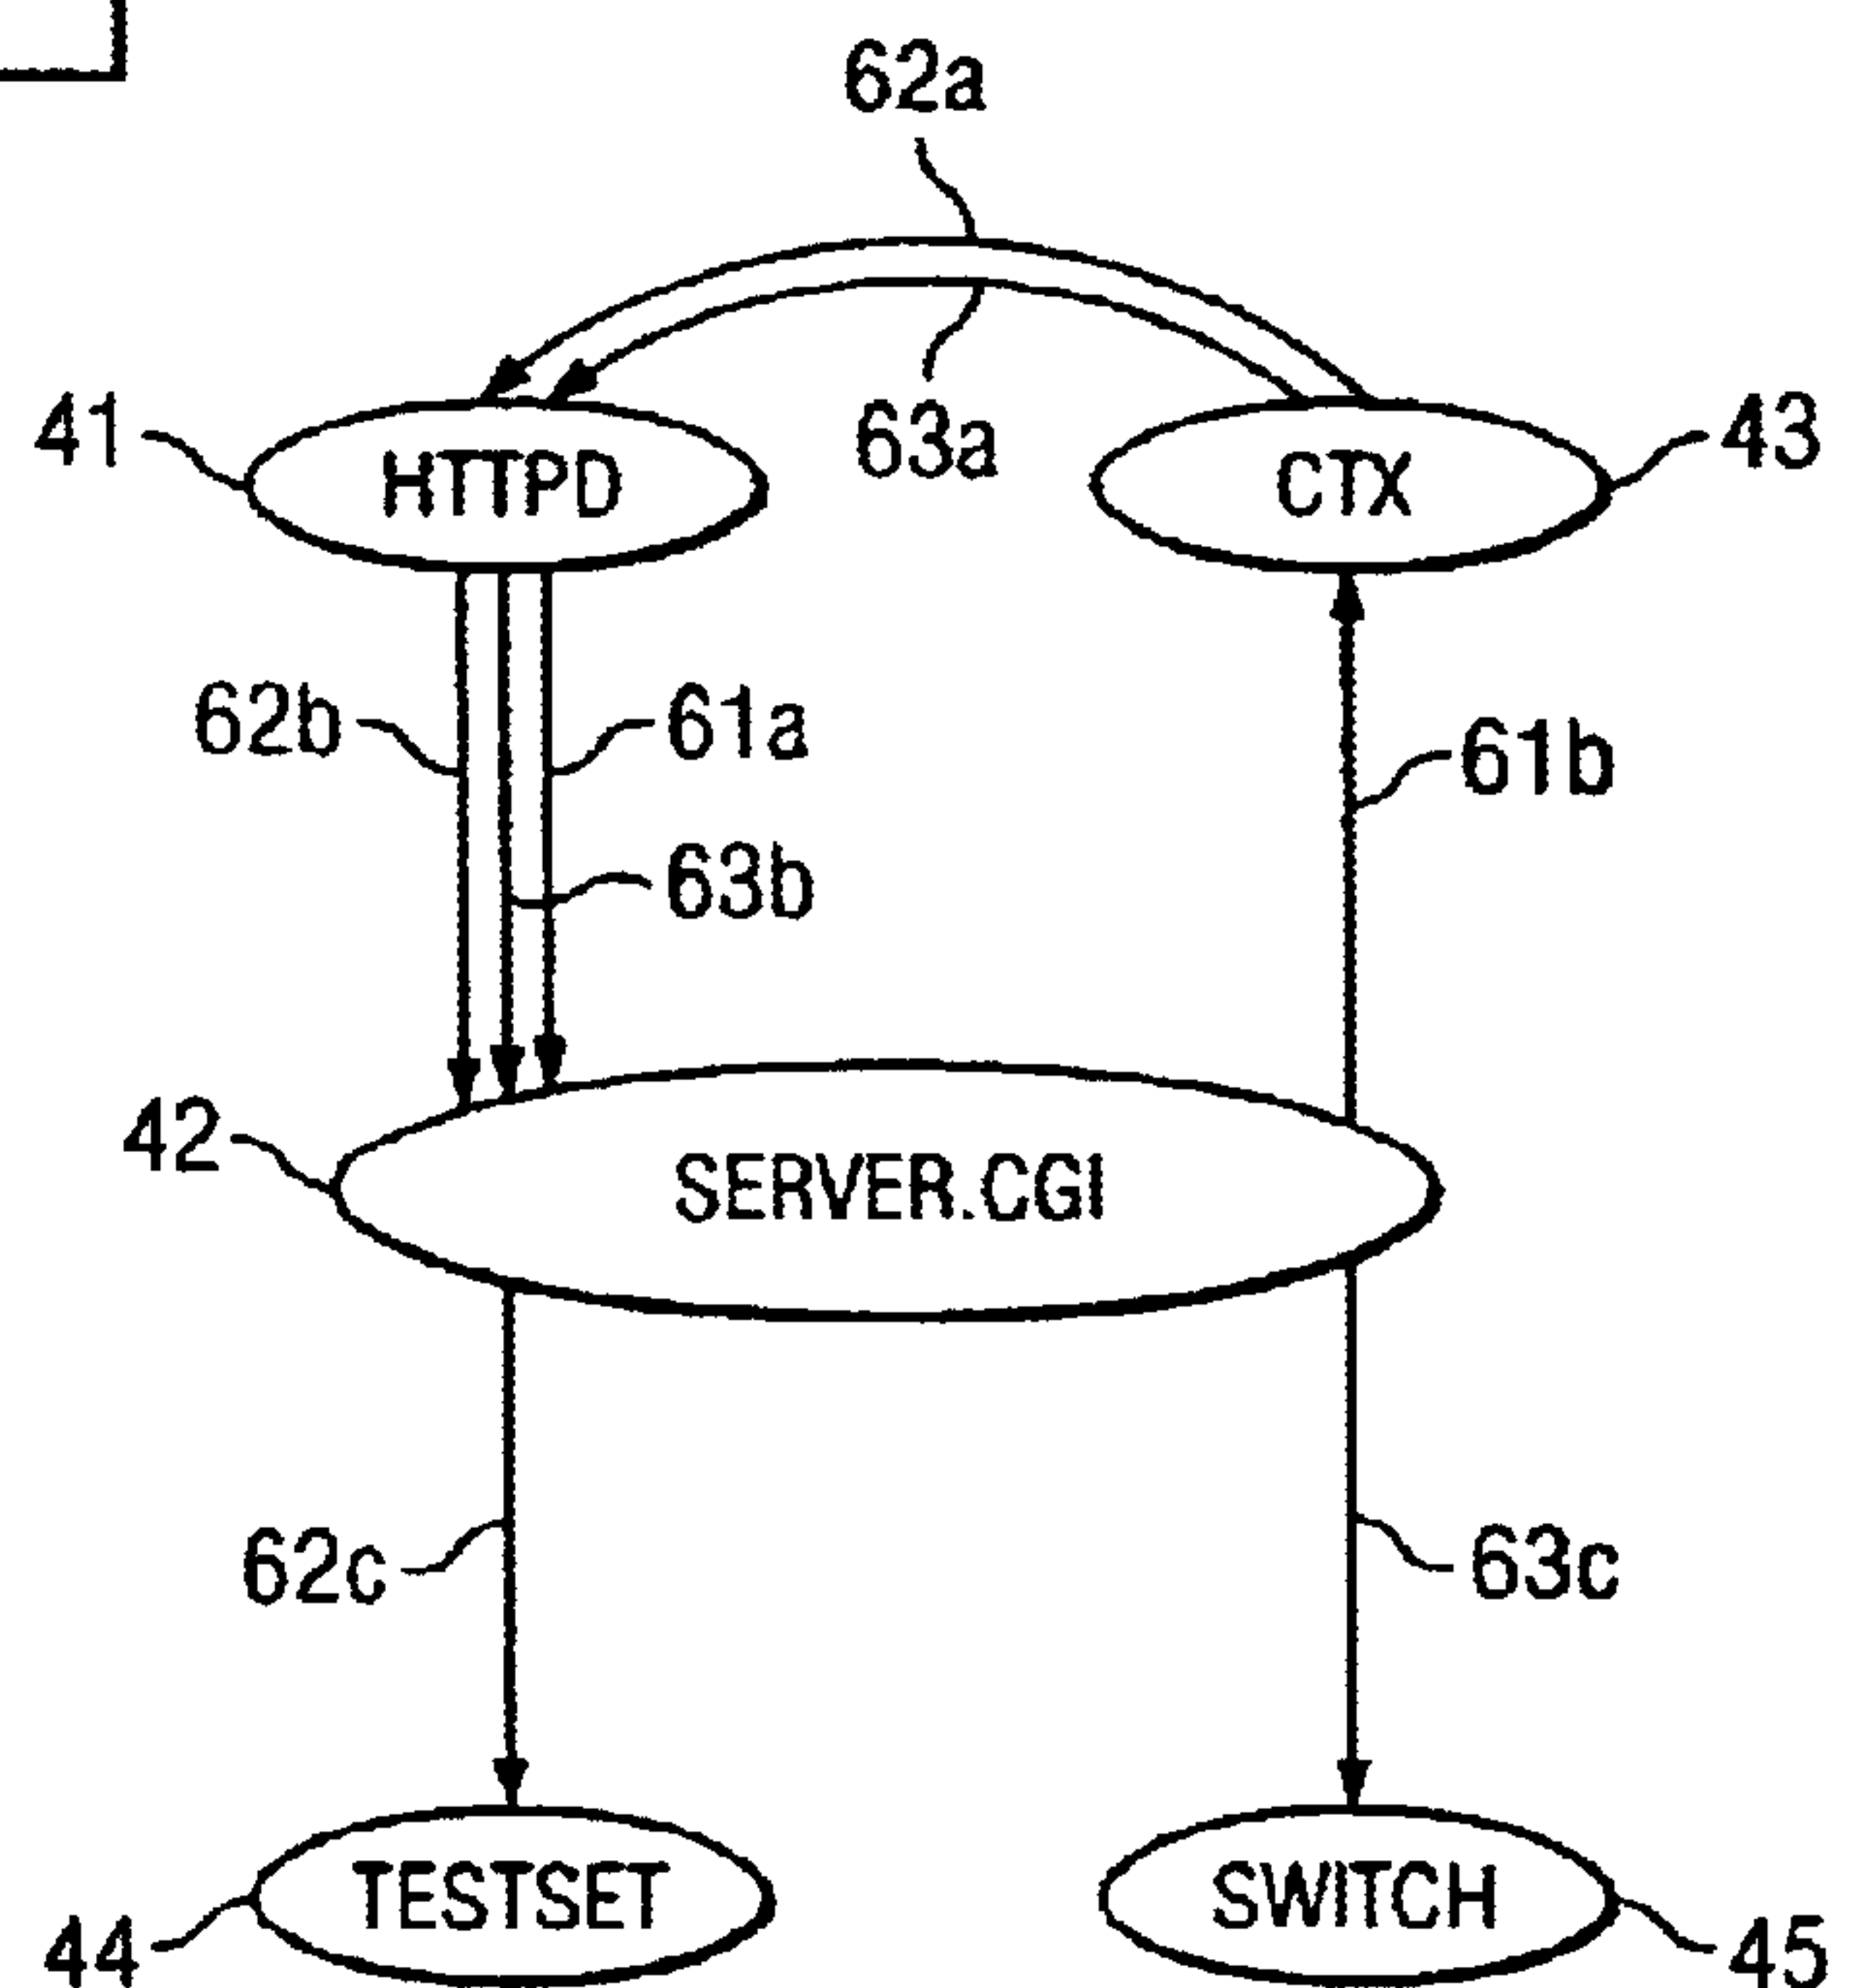 62a
41
HTTPD
63a
CTX
43
62b
61a
61b
63b
42
SERVER.CGI
62c
63c
TESTSET
SWITCH
44
45